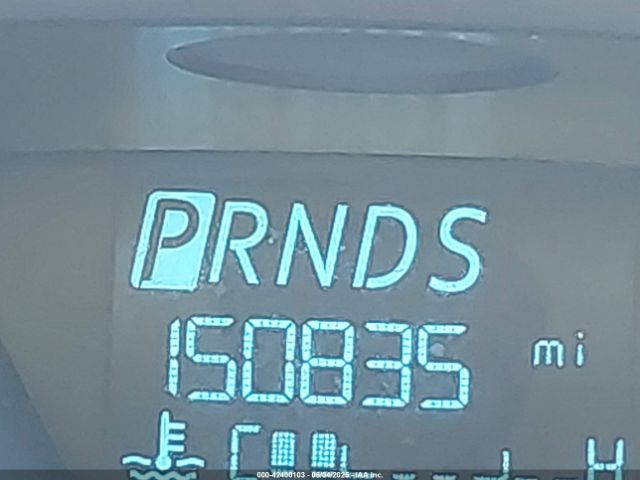 PRNDS
150835 mi
C H
000-42400103 - 06/04/2025 - IAA Inc.